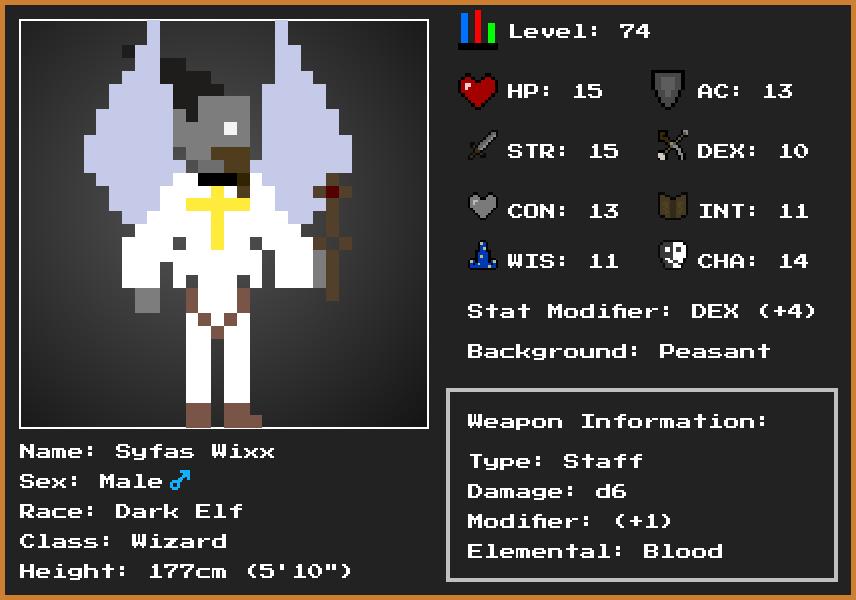 Level: 74
HP: 15
AC: 13
STR: 15
DEX: 10
CON: 13
INT: 11
WIS: 11
CHA: 14
Stat Modifier: DEX (+4)
Background: Peasant
Weapon Information:
Type: Staff
Damage: d6
Modifier: (+1)
Elemental: Blood
Name: Syfas Wixx
Sex: Male♂
Race: Dark Elf
Class: Wizard
Height: 177cm (5'10")